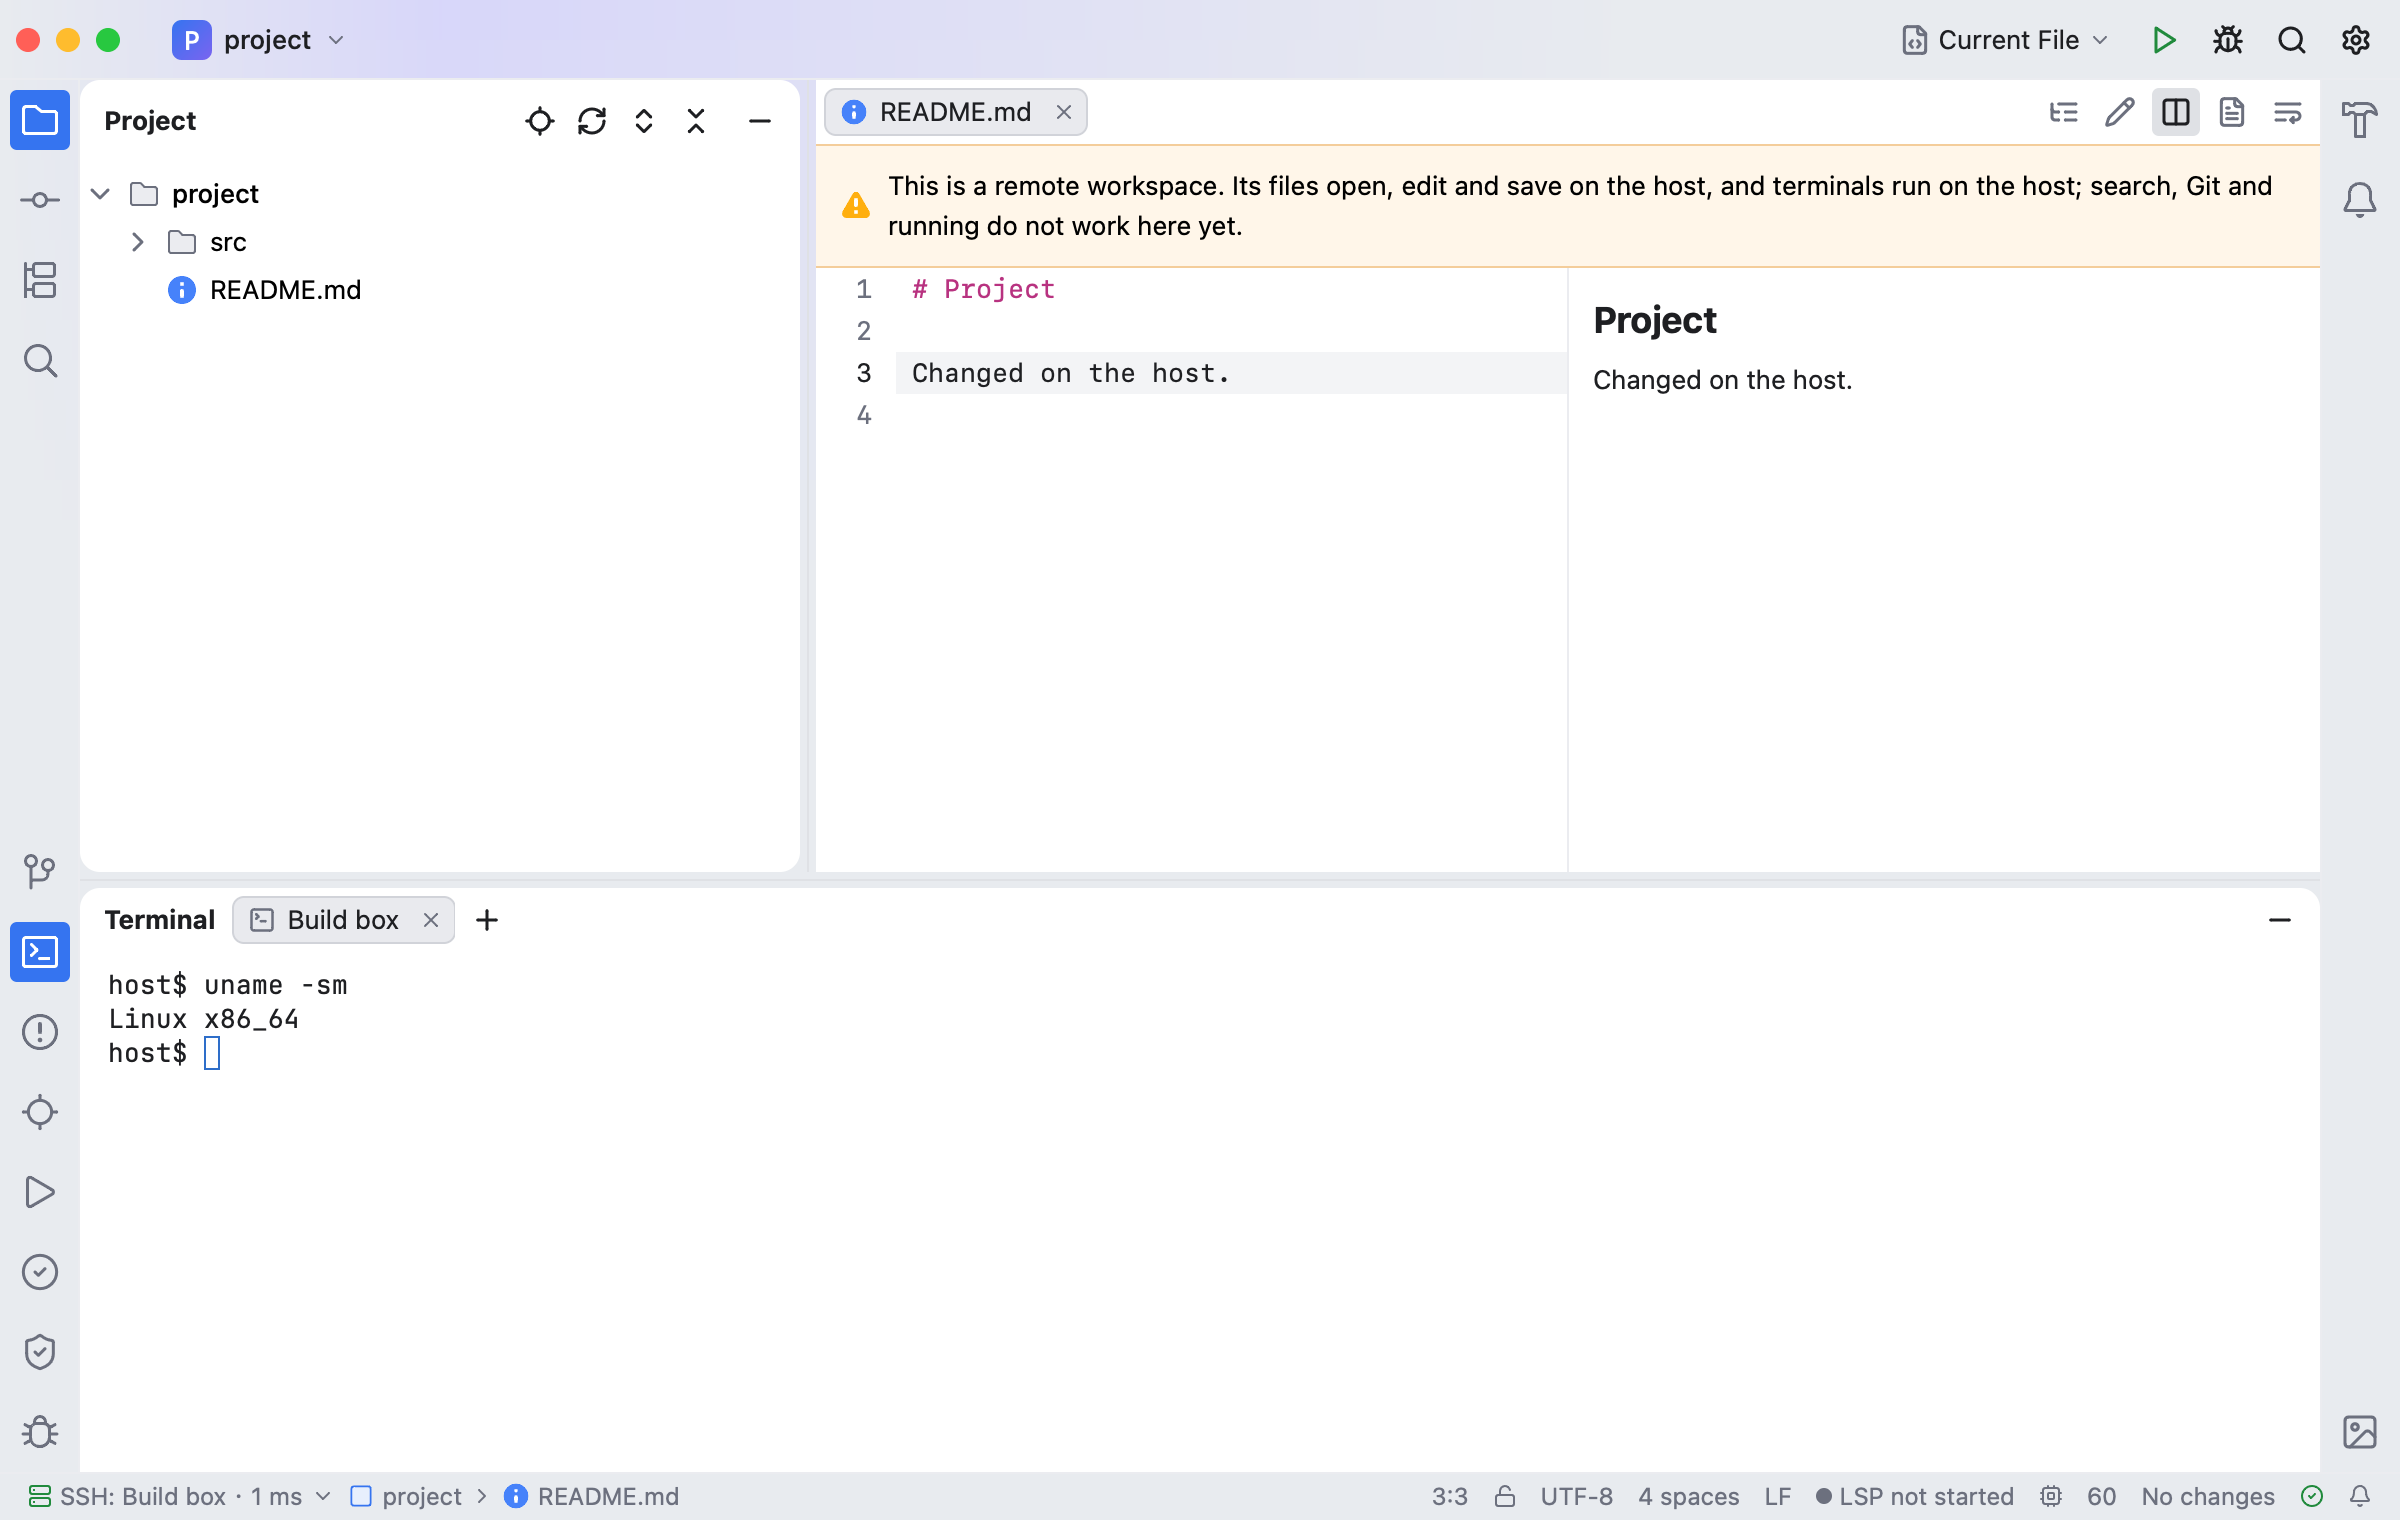 P project
Current File
Project
project
src
README.md
README.md
This is a remote workspace. Its files open, edit and save on the host, and terminals run on the host; search, Git and
running do not work here yet.
1 # Project
2
3 Changed on the host.
4
Project
Changed on the host.
Terminal
Build box
host$ uname -sm
Linux x86_64
host$
SSH: Build box · 1 ms
project
README.md
3:3
UTF-8
4 spaces
LF
LSP not started
60
No changes